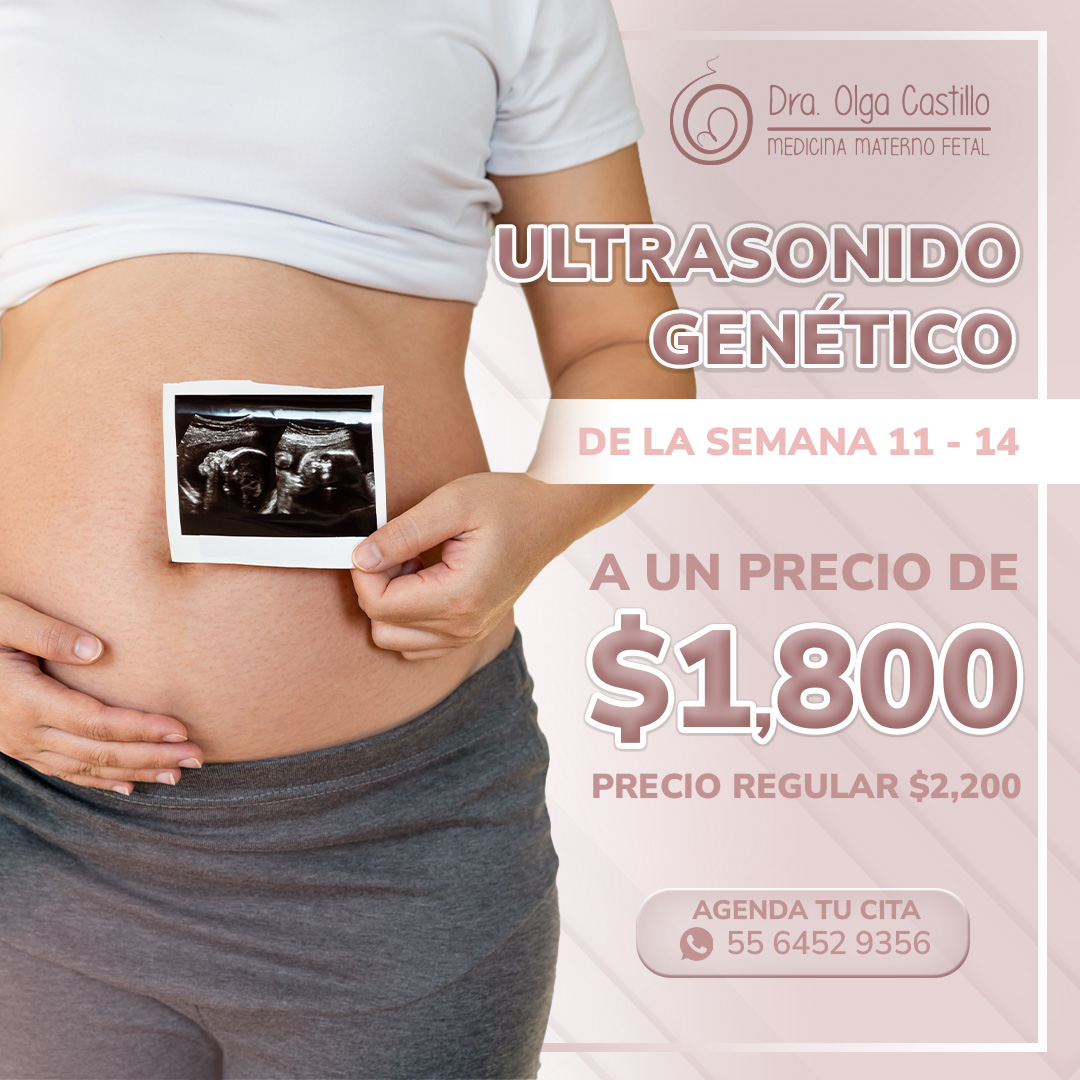 Dra. Olga Castillo
MEDICINA MATERNO FETAL
ULTRASONIDO
GENÉTICO
DE LA SEMANA 11 - 14
A UN PRECIO DE
$1,800
PRECIO REGULAR $2,200
AGENDA TU CITA
55 6452 9356